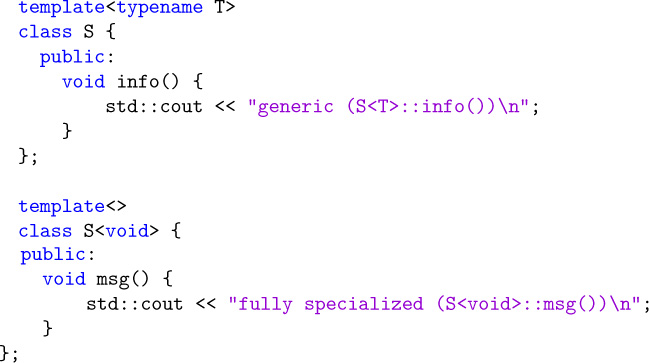 template<typename T>
class S {
public:
void info() {
std::cout << "generic (S<T>::info())\n";
}
};
template<>
class S<void> {
public:
void msg() {
std::cout << "fully specialized (S<void>::msg())\n";
}
};